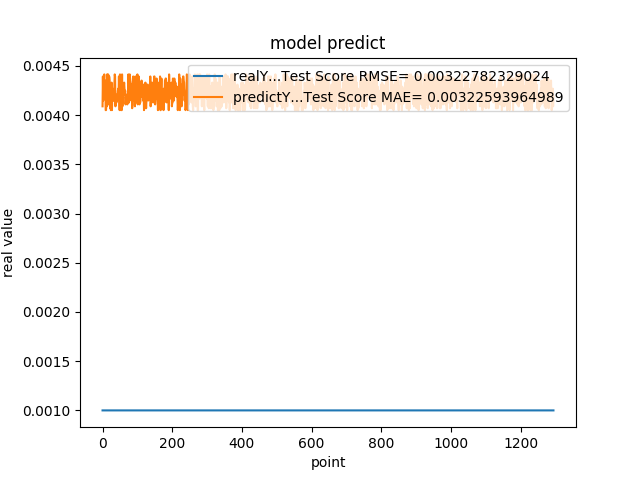 model predict
realY...Test Score RMSE= 0.00322782329024
predictY...Test Score MAE= 0.00322593964989
0.0045
0.0040
0.0035
0.0030
0.0025
0.0020
0.0015
0.0010
real value
0 200 400 600 800 1000 1200
point